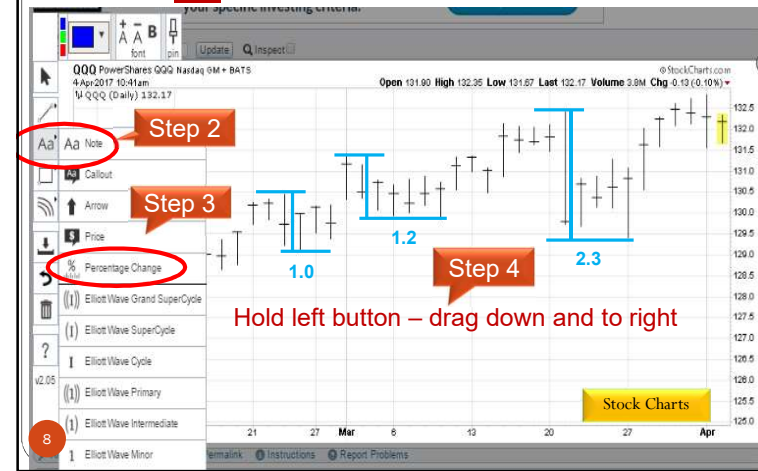 your specific investing criteria.
+ − B
A A
font pin
Update Inspect
QQQ PowerShares QQQ Nasdaq GM + BATS
@StockCharts.com
4-Apr-2017 10:41am
Open 131.90 High 132.35 Low 131.67 Last 132.17 Volume 3.8M Chg -0.13 (-0.10%)
QQQ (Daily) 132.17
Aa
Aa Note
Step 2
Aa Callout
Arrow
Step 3
$ Price
% Percentage Change
((I)) Elliott Wave Grand SuperCycle
(I) Elliott Wave SuperCycle
I Elliott Wave Cycle
((1)) Elliott Wave Primary
(1) Elliott Wave Intermediate
1 Elliott Wave Minor
?
v2.05
1.0
1.2
2.3
Step 4
Hold left button – drag down and to right
Stock Charts
132.5
132.0
131.5
131.0
130.5
130.0
129.5
129.0
128.5
128.0
127.5
127.0
126.5
126.0
125.5
125.0
21 27 Mar 6 13 20 27 Apr
8
Instructions Report Problems